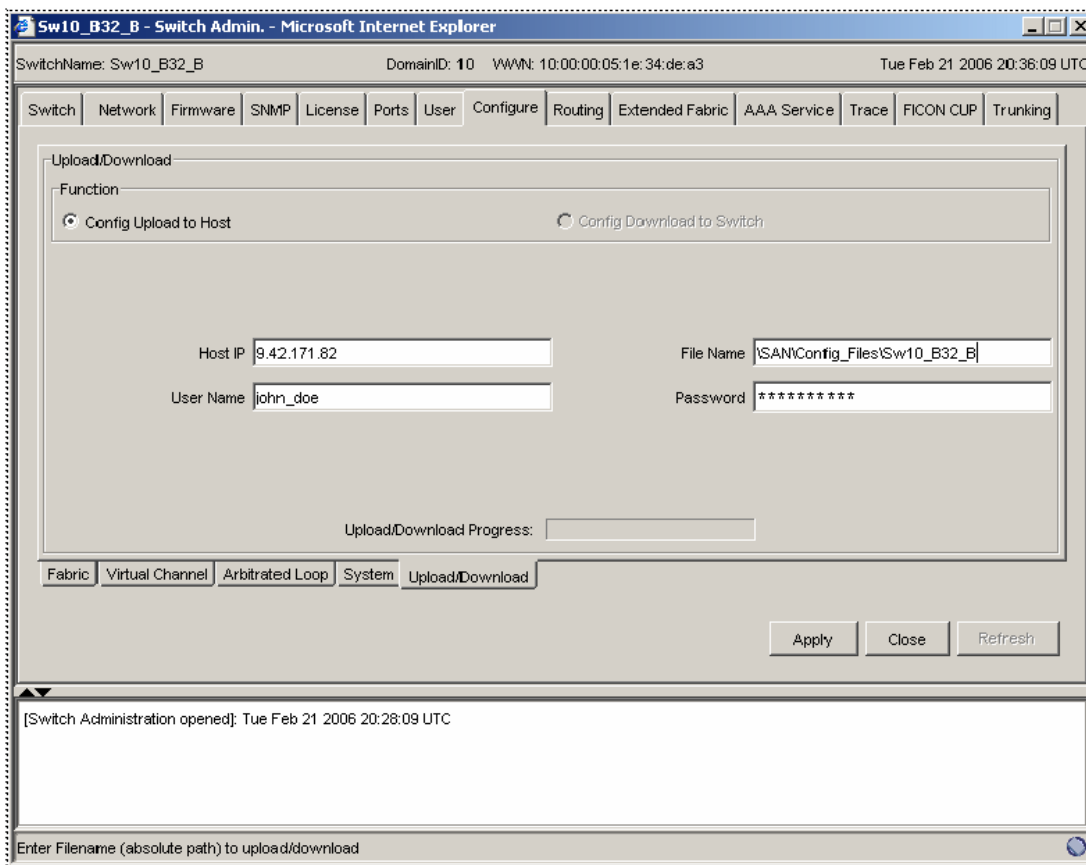 Sw10_B32_B - Switch Admin. - Microsoft Internet Explorer
SwitchName: Sw10_B32_B DomainID: 10 WWN: 10:00:00:05:1e:34:de:a3 Tue Feb 21 2006 20:36:09 UTC
Switch Network Firmware SNMP License Ports User Configure Routing Extended Fabric AAA Service Trace FICON CUP Trunking
Upload/Download
Function
Config Upload to Host Config Download to Switch
Host IP 9.42.171.82 File Name \SAN\Config_Files\Sw10_B32_B
User Name john_doe Password **********
Upload/Download Progress:
Fabric Virtual Channel Arbitrated Loop System Upload/Download
Apply Close Refresh
[Switch Administration opened]: Tue Feb 21 2006 20:28:09 UTC
Enter Filename (absolute path) to upload/download